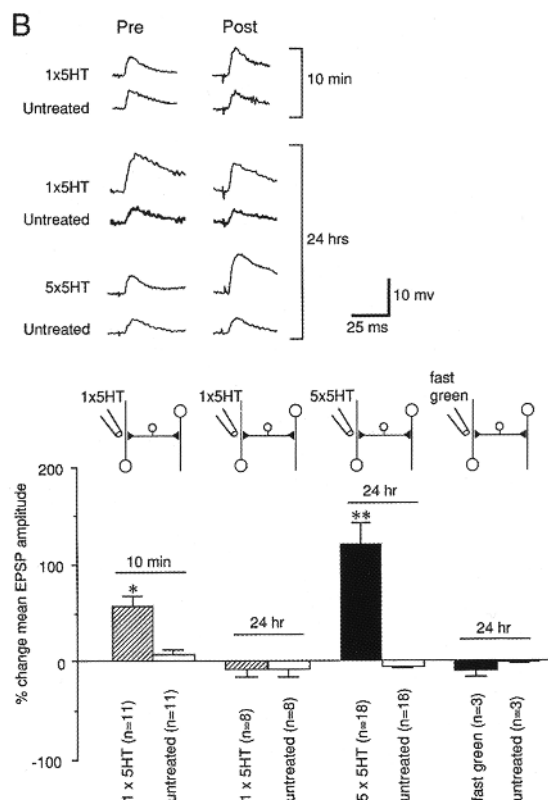 B
Pre Post
1x5HT
10 min
Untreated
1x5HT
Untreated
24 hrs
5x5HT
Untreated
10 mv
25 ms
1x5HT 1x5HT 5x5HT fast green
200
100
0
-100
% change mean EPSP amplitude
10 min
*
24 hr
24 hr
**
24 hr
1 x 5HT (n=11)
untreated (n=11)
1 x 5HT (n=8)
untreated (n=8)
5 x 5HT (n=18)
untreated (n=18)
fast green (n=3)
untreated (n=3)